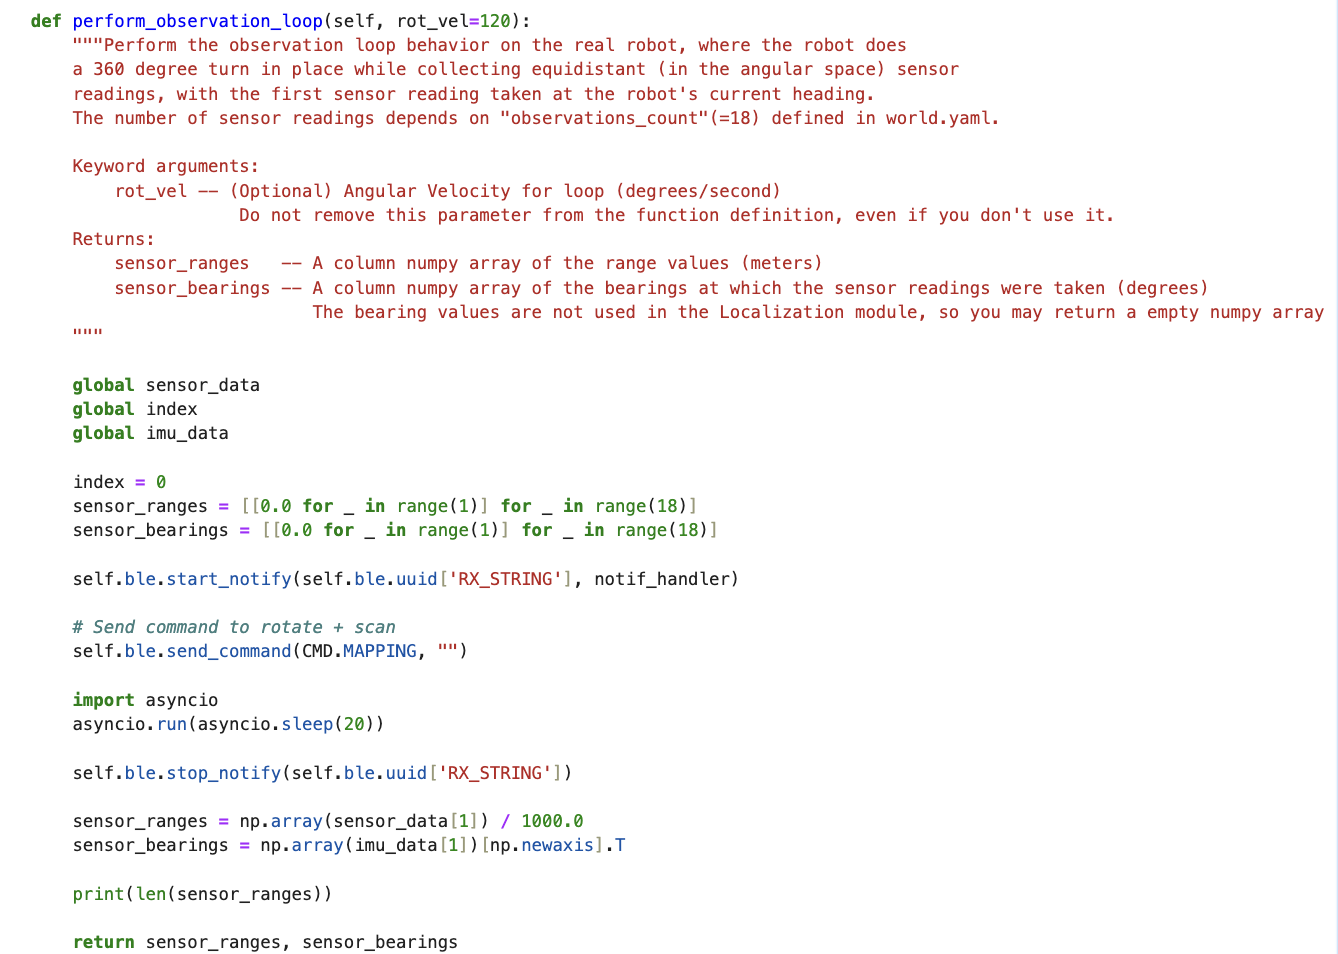 def perform_observation_loop(self, rot_vel=120):
"""Perform the observation loop behavior on the real robot, where the robot does
a 360 degree turn in place while collecting equidistant (in the angular space) sensor
readings, with the first sensor reading taken at the robot's current heading.
The number of sensor readings depends on "observations_count"(=18) defined in world.yaml.
Keyword arguments:
rot_vel -- (Optional) Angular Velocity for loop (degrees/second)
Do not remove this parameter from the function definition, even if you don't use it.
Returns:
sensor_ranges -- A column numpy array of the range values (meters)
sensor_bearings -- A column numpy array of the bearings at which the sensor readings were taken (degrees)
The bearing values are not used in the Localization module, so you may return a empty numpy array
"""
global sensor_data
global index
global imu_data
index = 0
sensor_ranges = [[0.0 for _ in range(1)] for _ in range(18)]
sensor_bearings = [[0.0 for _ in range(1)] for _ in range(18)]
self.ble.start_notify(self.ble.uuid['RX_STRING'], notif_handler)
# Send command to rotate + scan
self.ble.send_command(CMD.MAPPING, "")
import asyncio
asyncio.run(asyncio.sleep(20))
self.ble.stop_notify(self.ble.uuid['RX_STRING'])
sensor_ranges = np.array(sensor_data[1]) / 1000.0
sensor_bearings = np.array(imu_data[1])[np.newaxis].T
print(len(sensor_ranges))
return sensor_ranges, sensor_bearings